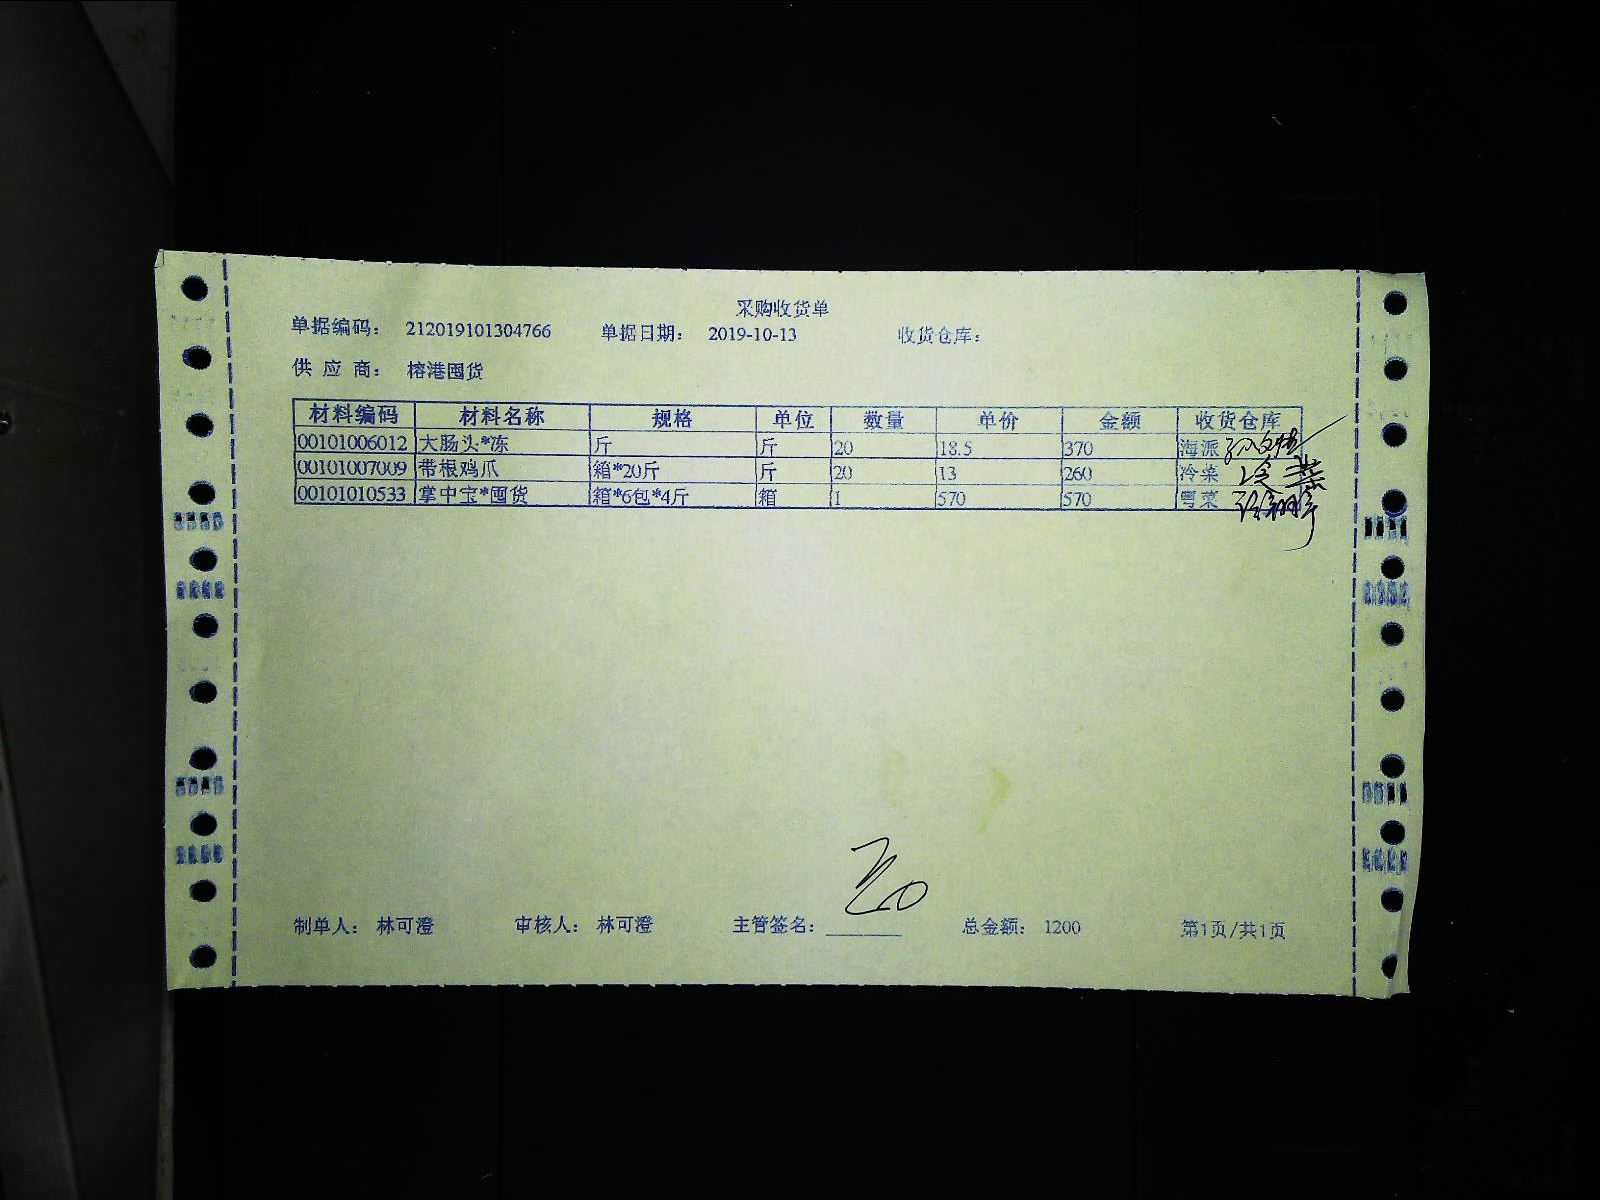 采购收货单
单据编码： 212019101304766 单据日期： 2019-10-13 收货仓库：
供 应 商： 榕港囤货
材料编码 材料名称 规格 单位 数量 单价 金额 收货仓库
00101006012 大肠头*冻 斤 斤 20 18.5 370 海派
00101007009 带根鸡爪 箱*20斤 斤 20 13 260 冷菜 冷菜
00101010533 掌中宝*囤货 箱*6包*4斤 箱 1 570 570 粤菜
制单人： 林可澄 审核人： 林可澄 主管签名： 总金额： 1200 第1页/共1页